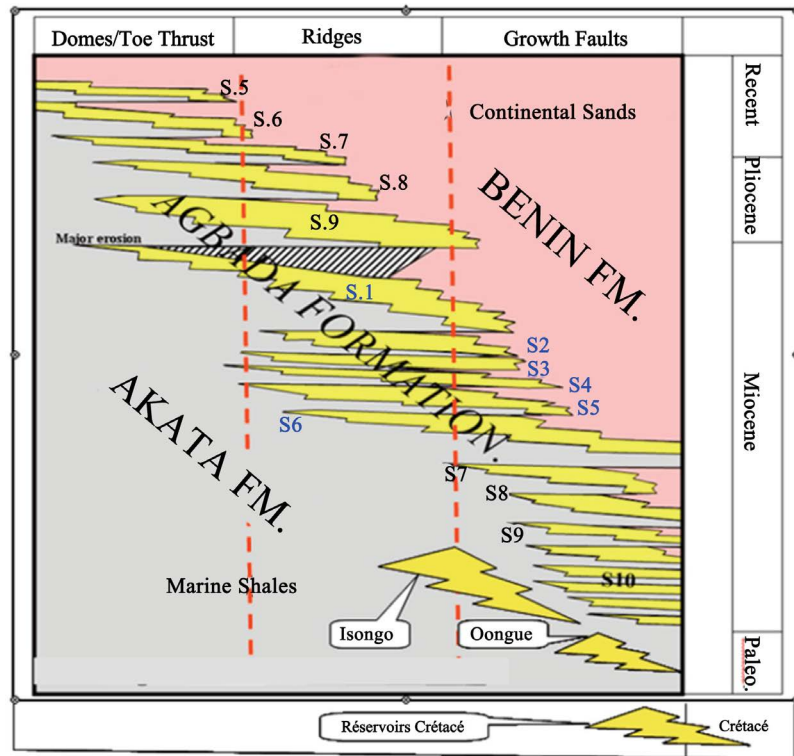 Domes/Toe Thrust
Ridges
Growth Faults
Recent
Pliocene
Miocene
Paleo.
S.5
S.6
S.7
S.8
S.9
Continental Sands
BENIN FM.
Major erosion
AGBADA FORMATION.
S.1
S2
S3
S4
S5
S6
AKATA FM.
S7
S8
S9
S10
Marine Shales
Isongo
Oongue
Réservoirs Crétacé
Crétacé